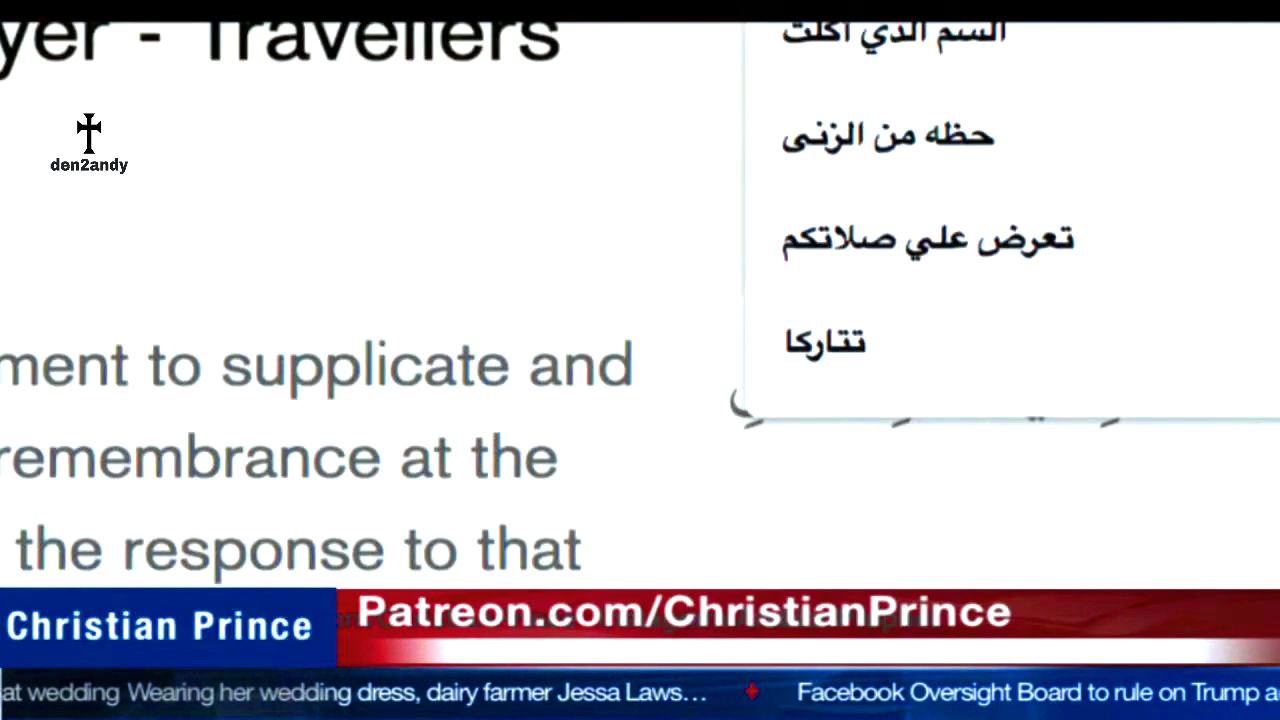 yer - Travellers
den2andy
السم الذي اكلت
حظه من الزنى
تعرض علي صلاتكم
تتاركا
ment to supplicate and
remembrance at the
the response to that
Christian Prince
Patreon.com/ChristianPrince
at wedding Wearing her wedding dress, dairy farmer Jessa Laws… Facebook Oversight Board to rule on Trump a